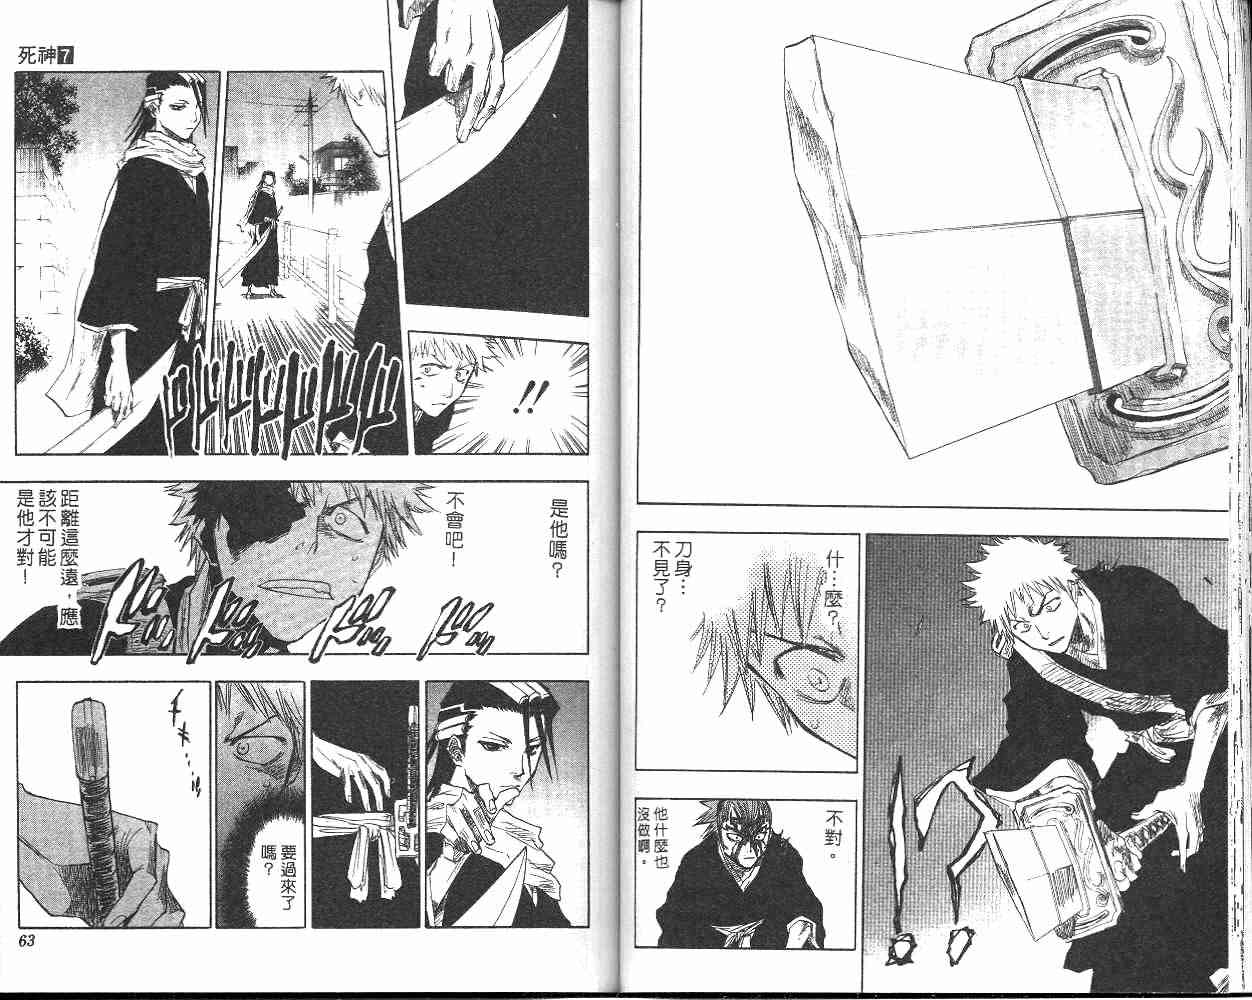 什…麼?
刀身…
不見了?
不對。
他什麼也
沒做啊。
死神7
!!
是他嗎?
不會吧!
距離這麼遠，應
該不可能
是他才對!
要過來了
嗎?
63